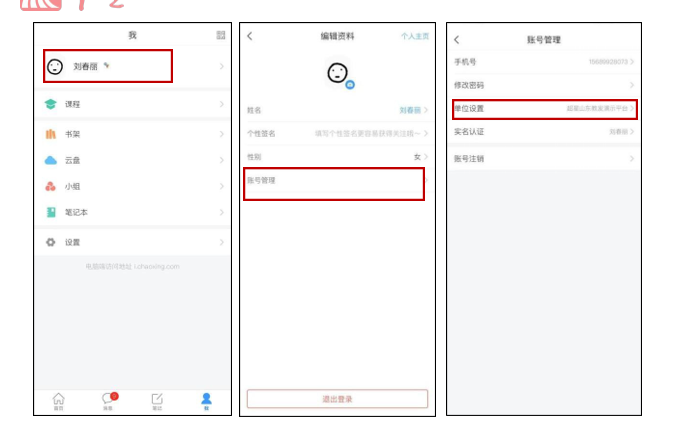 我
刘春丽
课程
书架
云盘
小组
笔记本
设置
电脑端访问地址 i.chaoxing.com
首页
消息
笔记
我
编辑资料
个人主页
姓名
刘春丽
个性签名
填写个性签名更容易获得关注哦~
性别
女
账号管理
退出登录
账号管理
手机号
修改密码
单位设置
实名认证
刘春丽
账号注销